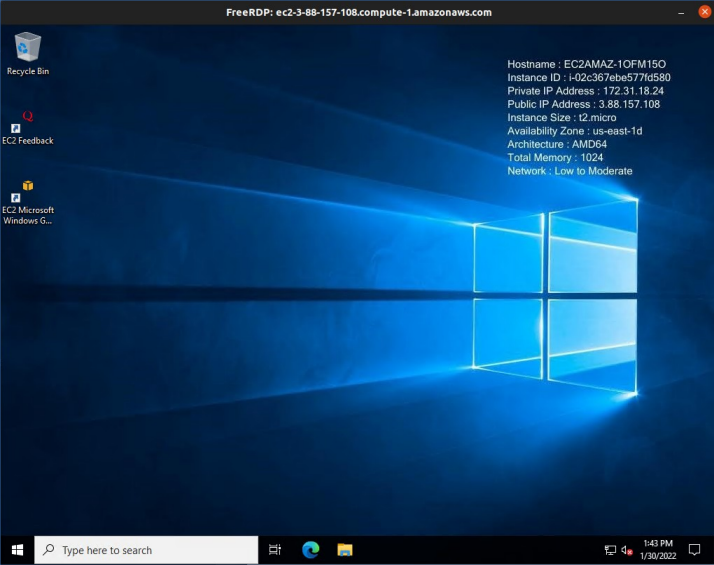 FreeRDP: ec2-3-88-157-108.compute-1.amazonaws.com
Recycle Bin
EC2 Feedback
EC2 Microsoft
Windows G...
Hostname : EC2AMAZ-1OFM15O
Instance ID : i-02c367ebe577fd580
Private IP Address : 172.31.18.24
Public IP Address : 3.88.157.108
Instance Size : t2.micro
Availability Zone : us-east-1d
Architecture : AMD64
Total Memory : 1024
Network : Low to Moderate
Type here to search
1:43 PM
1/30/2022